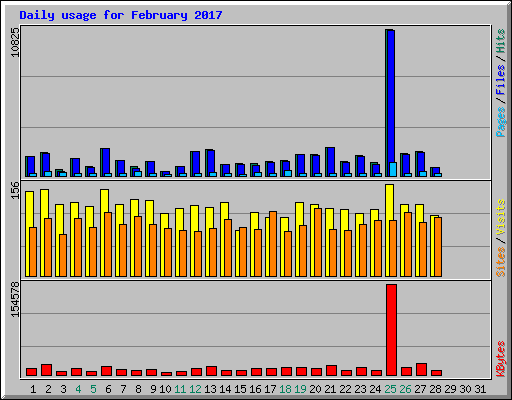 Daily usage for February 2017
10825
Pages / Files / Hits
156
Sites / Visits
154578
KBytes
1 2 3 4 5 6 7 8 9 10 11 12 13 14 15 16 17 18 19 20 21 22 23 24 25 26 27 28 29 30 31